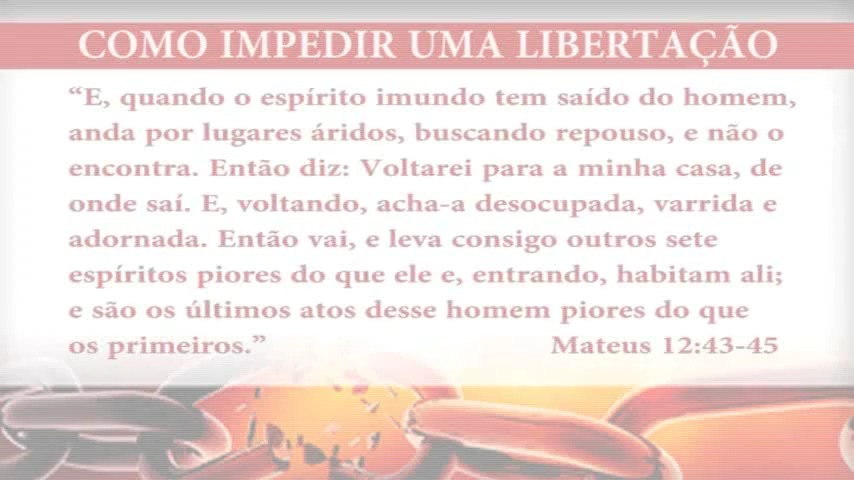 COMO IMPEDIR UMA LIBERTAÇÃO
“E, quando o espírito imundo tem saído do homem,
anda por lugares áridos, buscando repouso, e não o
encontra. Então diz: Voltarei para a minha casa, de
onde saí. E, voltando, acha-a desocupada, varrida e
adornada. Então vai, e leva consigo outros sete
espíritos piores do que ele e, entrando, habitam ali;
e são os últimos atos desse homem piores do que
os primeiros.” Mateus 12:43-45